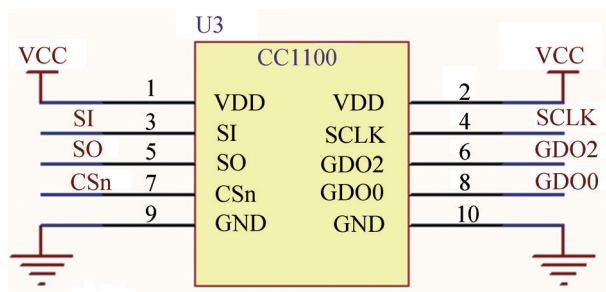 U3
VCC CC1100 VCC
1 VDD VDD 2
SI 3 SI SCLK 4 SCLK
SO 5 SO GDO2 6 GDO2
CSn 7 CSn GDO0 8 GDO0
9 GND GND 10